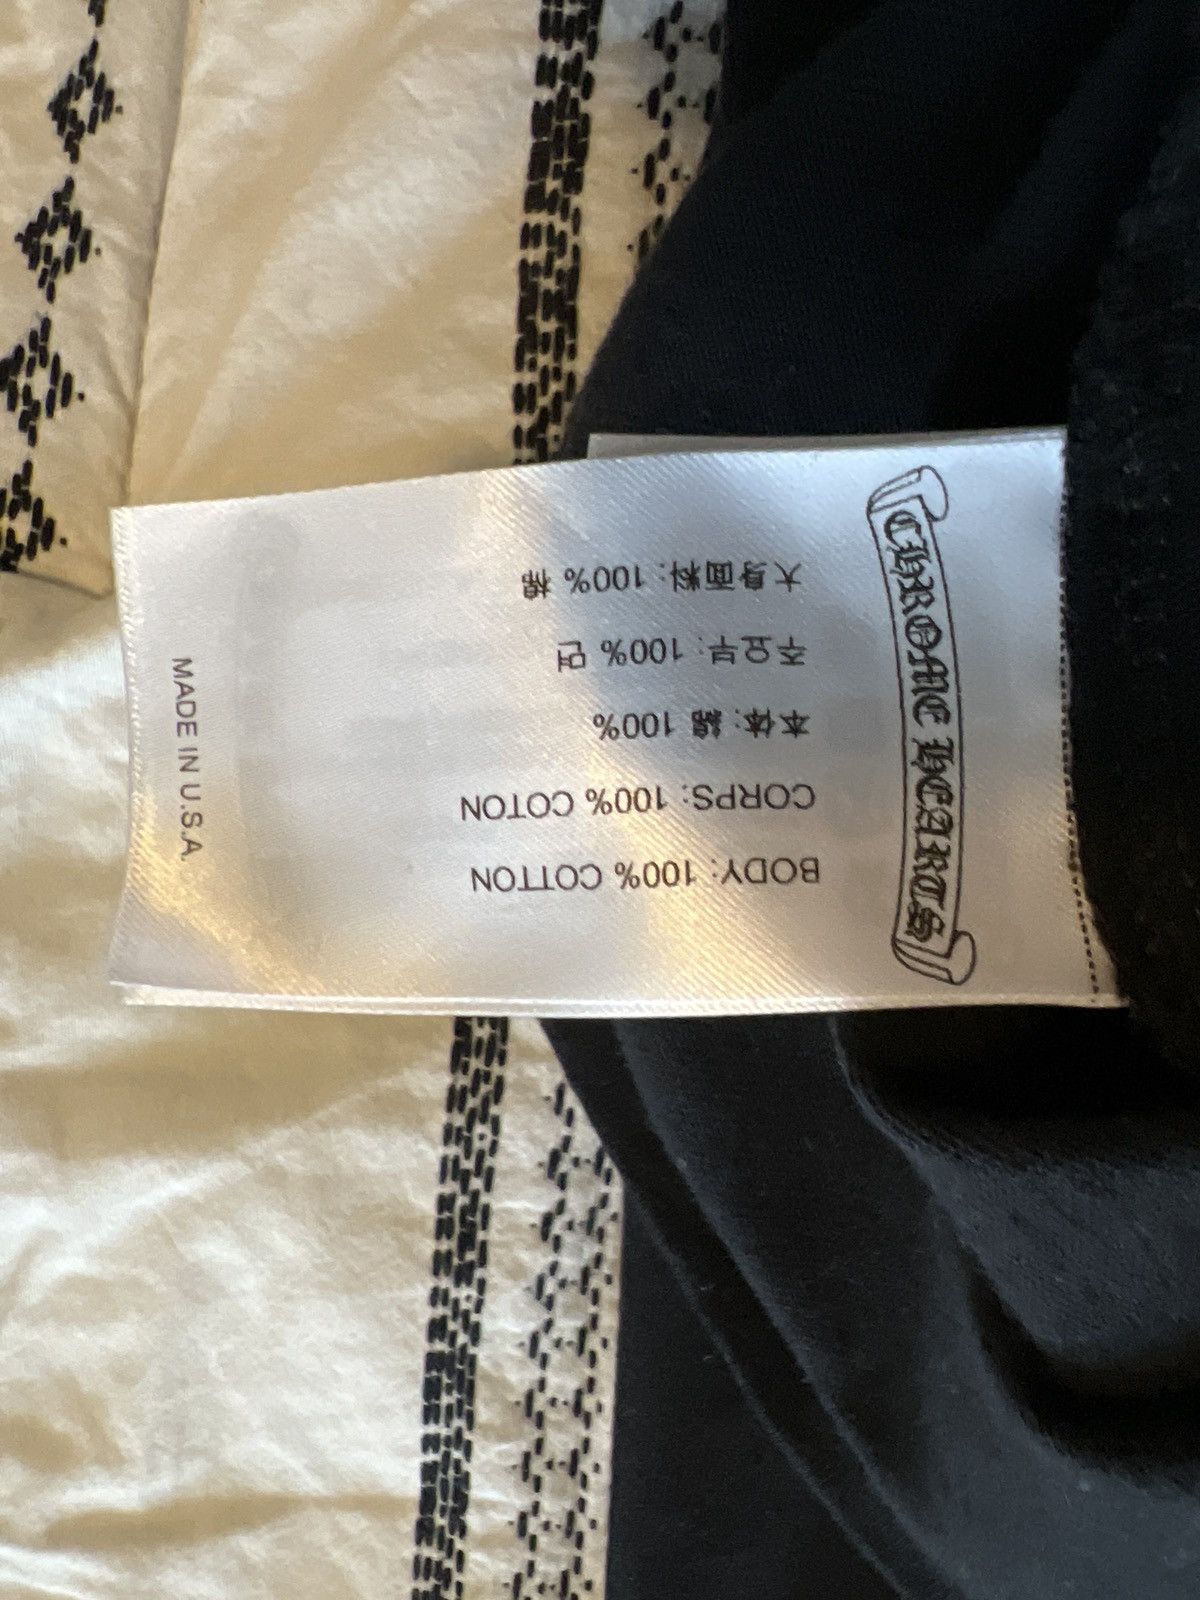 CHROME HEARTS
BODY: 100% COTTON
CORPS: 100% COTON
本体: 綿 100%
주요부: 100% 면
大身面料: 100% 棉
MADE IN U.S.A.